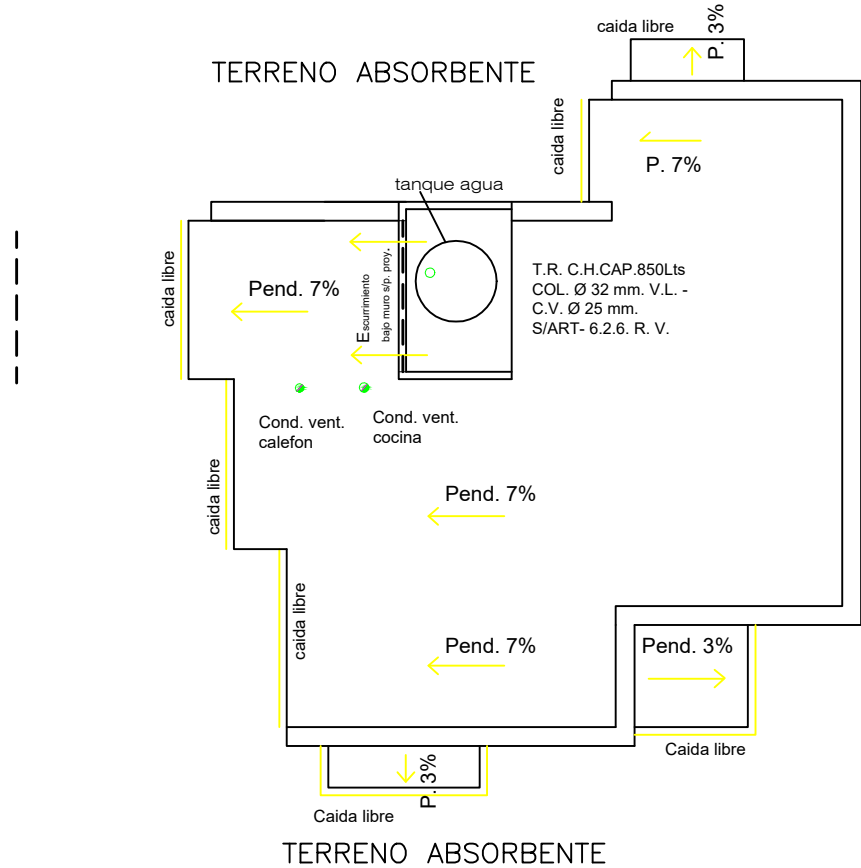 caida libre
P. 3%
TERRENO ABSORBENTE
caida libre
P. 7%
tanque agua
T.R. C.H.CAP.850Lts
COL. Ø 32 mm. V.L. -
C.V. Ø 25 mm.
S/ART- 6.2.6. R. V.
caida libre
Pend. 7%
Escurrimiento
bajo muro s/p. proy.
Cond. vent.
calefon
Cond. vent.
cocina
caida libre
Pend. 7%
caida libre
Pend. 7%
Pend. 3%
Caida libre
P. 3%
Caida libre
TERRENO ABSORBENTE